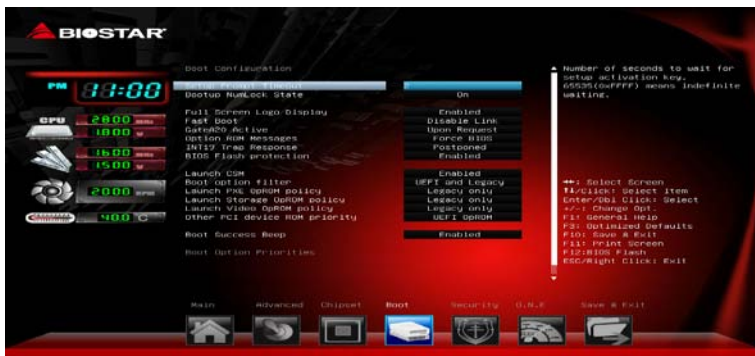 BIOSTAR
Boot Configuration
Setup Prompt Timeout
Bootup NumLock State On
Full Screen Logo Display Enabled
Fast Boot Disable Link
GateA20 Active Upon Request
Option ROM Messages Force BIOS
INT19 Trap Response Postponed
BIOS Flash protection Enabled
Launch CSM Enabled
Boot option filter UEFI and Legacy
Launch PXE OpROM policy Legacy only
Launch Storage OpROM policy Legacy only
Launch Video OpROM policy Legacy only
Other PCI device ROM priority UEFI OpROM
Boot Success Beep Enabled
Boot Option Priorities
PM
CPU 2800
1600
1500
2000 RPM
400 C
Number of seconds to wait for
setup activation key.
65535(0xFFFF) means indefinite
waiting.
: Select Screen
/Click: Select Item
Enter/Dbl Click: Select
+/-: Change Opt.
F1: General Help
F3: Optimized Defaults
F10: Save & Exit
F11: Print Screen
F12:BIOS Flash
ESC/Right Click: Exit
Main Advanced Chipset Boot Security O.N.E Save & Exit